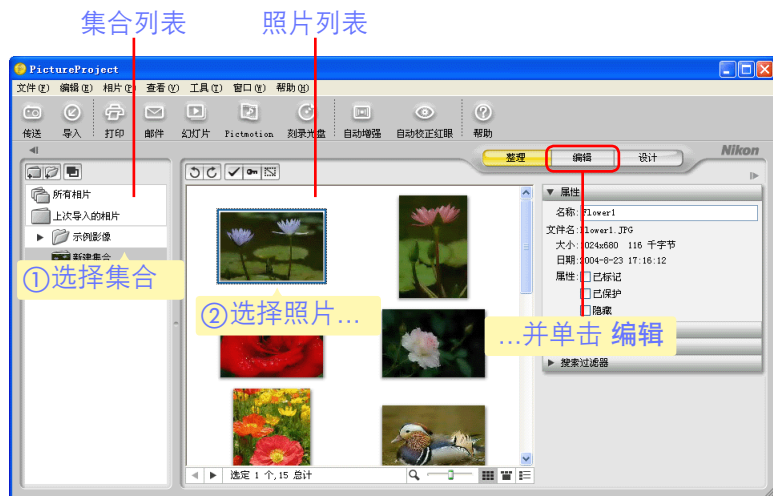 集合列表
照片列表
PictureProject
文件(F) 编辑(E) 相片(P) 查看(V) 工具(T) 窗口(W) 帮助(H)
传送 导入 打印 邮件 幻灯片 Pictmotion 刻录光盘 自动增强 自动校正红眼 帮助
整理 编辑 设计
Nikon
所有相片
上次导入的相片
示例影像
新建集合
①选择集合
②选择照片...
属性
名称: Flower1
文件名: Flower1.JPG
大小: 1024x680 116 千字节
日期: 2004-8-23 17:16:12
属性: 已标记
已保护
隐藏
...并单击 编辑
搜索过滤器
选定 1 个,15 总计